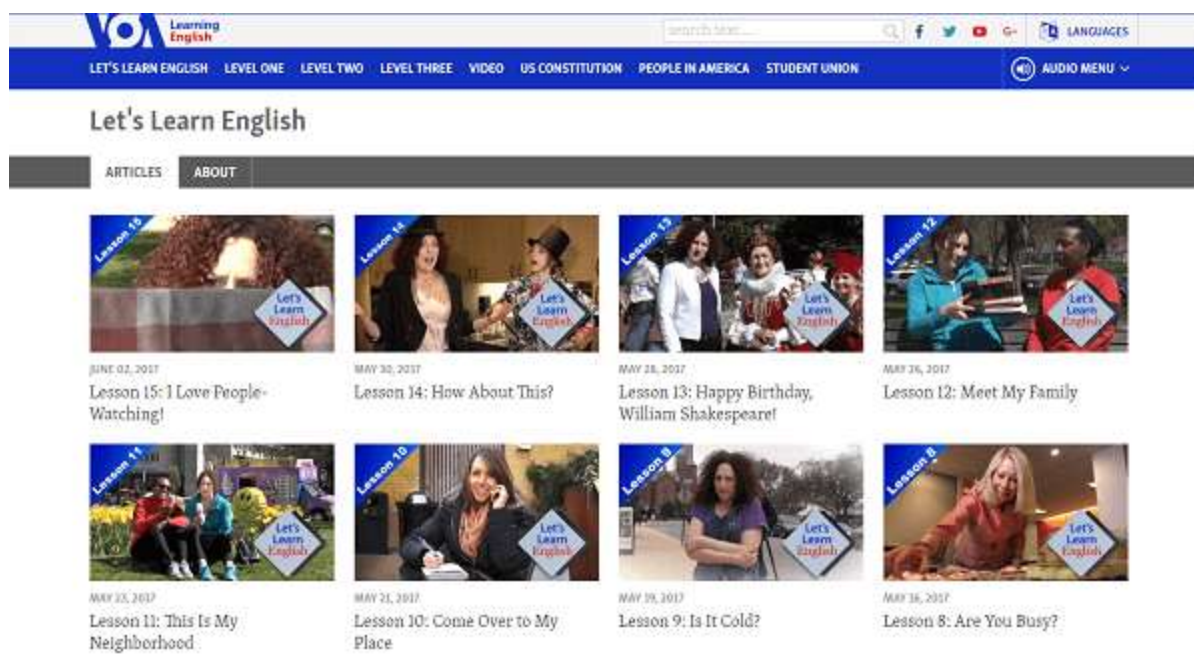 VOA Learning
English
search text...
LANGUAGES
LET'S LEARN ENGLISH LEVEL ONE LEVEL TWO LEVEL THREE VIDEO US CONSTITUTION PEOPLE IN AMERICA STUDENT UNION AUDIO MENU
Let's Learn English
ARTICLES ABOUT
Lesson 15
Let's
Learn
English
JUNE 02, 2017
Lesson 15: I Love People-
Watching!
Lesson 14
Let's
Learn
English
MAY 30, 2017
Lesson 14: How About This?
Lesson 13
Let's
Learn
English
MAY 28, 2017
Lesson 13: Happy Birthday,
William Shakespeare!
Lesson 12
Let's
Learn
English
MAY 26, 2017
Lesson 12: Meet My Family
Lesson 11
Let's
Learn
English
MAY 23, 2017
Lesson 11: This Is My
Neighborhood
Lesson 10
Let's
Learn
English
MAY 21, 2017
Lesson 10: Come Over to My
Place
Lesson 9
Let's
Learn
English
MAY 19, 2017
Lesson 9: Is It Cold?
Lesson 8
Let's
Learn
English
MAY 16, 2017
Lesson 8: Are You Busy?